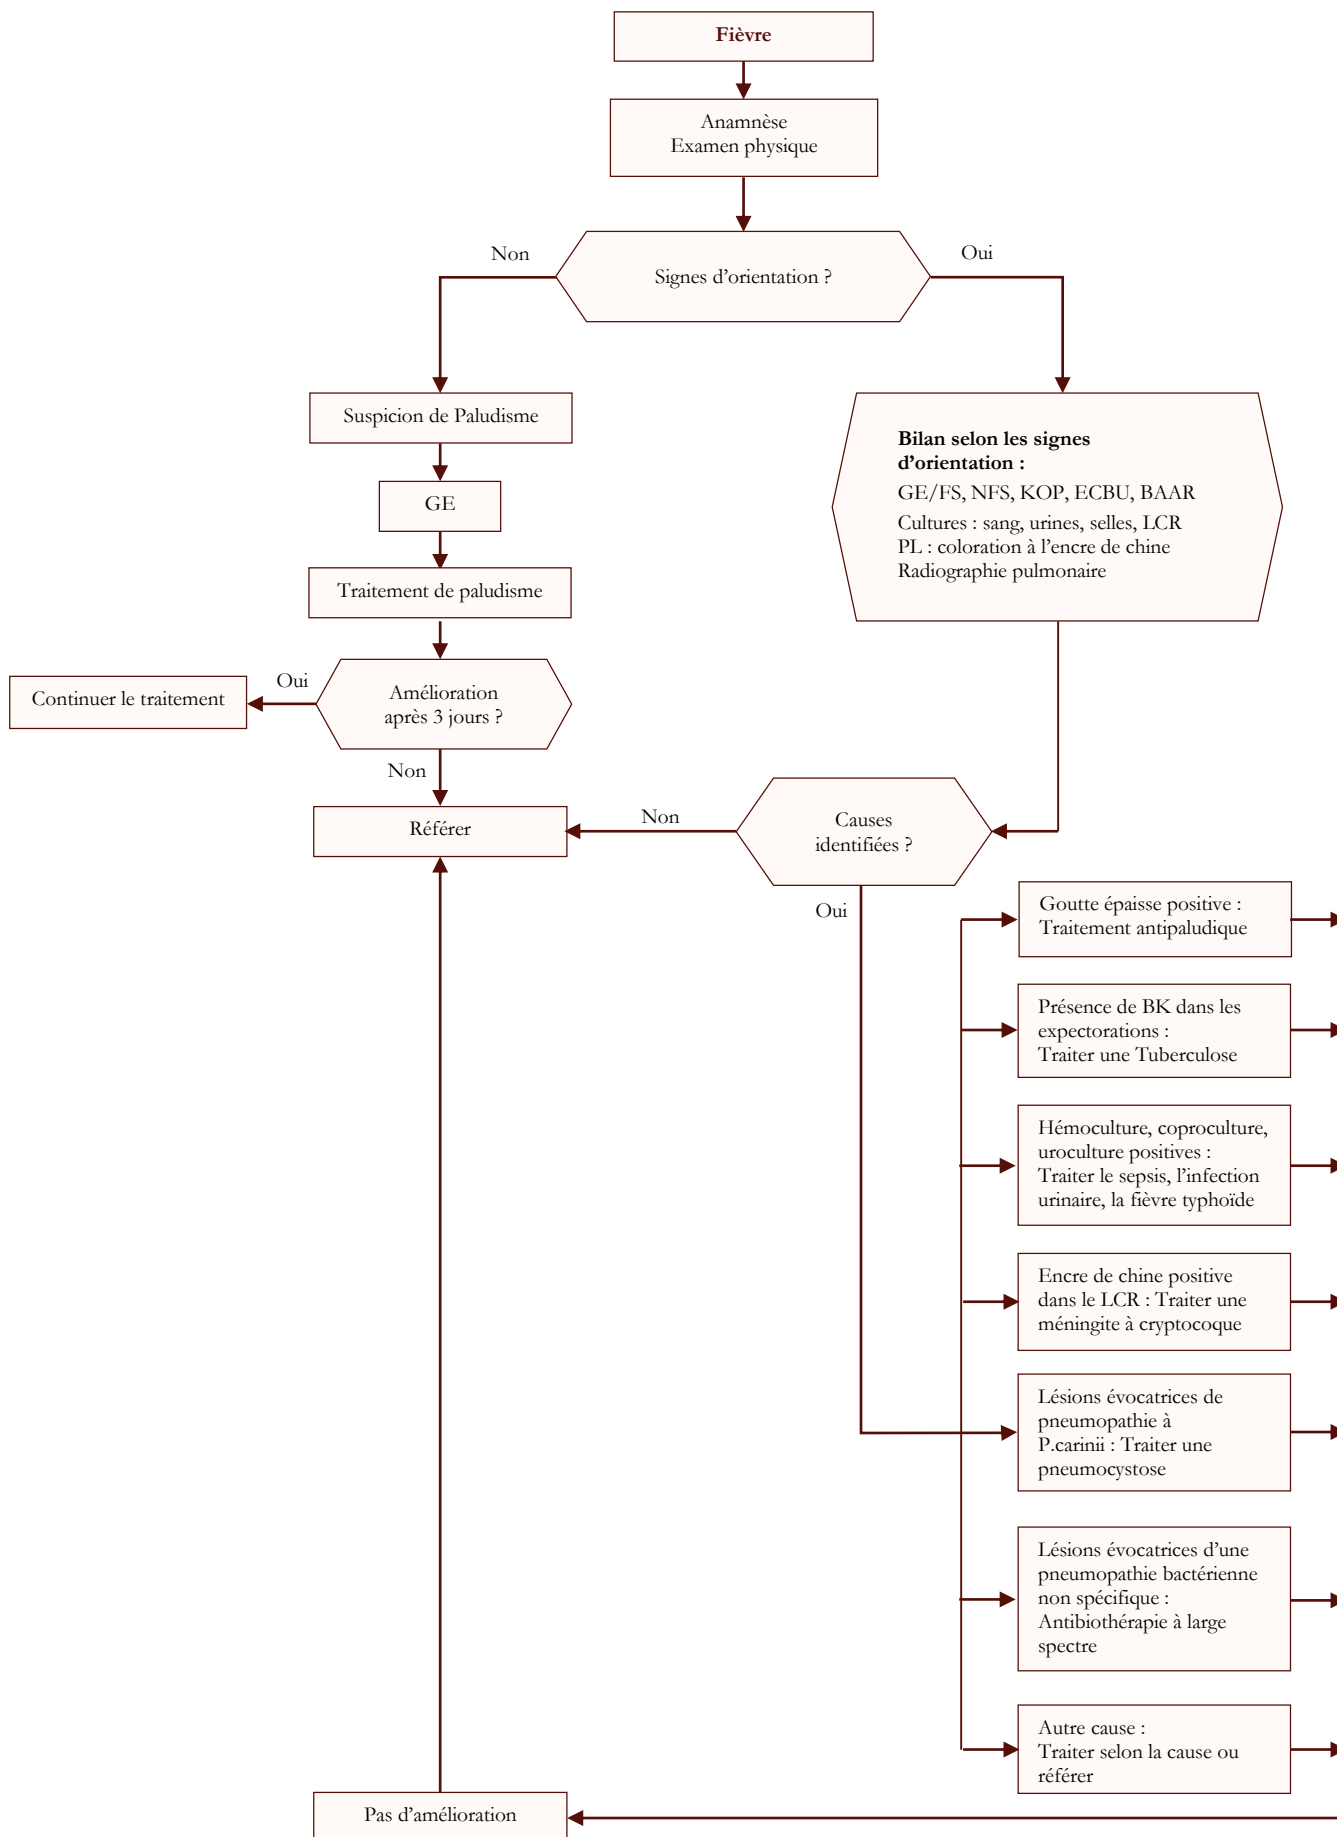 Fièvre
Anamnèse
Examen physique
Non
Oui
Signes d’orientation ?
Suspicion de Paludisme
GE
Traitement de paludisme
Bilan selon les signes
d’orientation :
GE/FS, NFS, KOP, ECBU, BAAR
Cultures : sang, urines, selles, LCR
PL : coloration à l’encre de chine
Radiographie pulmonaire
Continuer le traitement
Oui
Amélioration
après 3 jours ?
Non
Référer
Non
Causes
identifiées ?
Oui
Goutte épaisse positive :
Traitement antipaludique
Présence de BK dans les
expectorations :
Traiter une Tuberculose
Hémoculture, coproculture,
uroculture positives :
Traiter le sepsis, l’infection
urinaire, la fièvre typhoïde
Encre de chine positive
dans le LCR : Traiter une
méningite à cryptocoque
Lésions évocatrices de
pneumopathie à
P.carinii : Traiter une
pneumocystose
Lésions évocatrices d’une
pneumopathie bactérienne
non spécifique :
Antibiothérapie à large
spectre
Autre cause :
Traiter selon la cause ou
référer
Pas d’amélioration